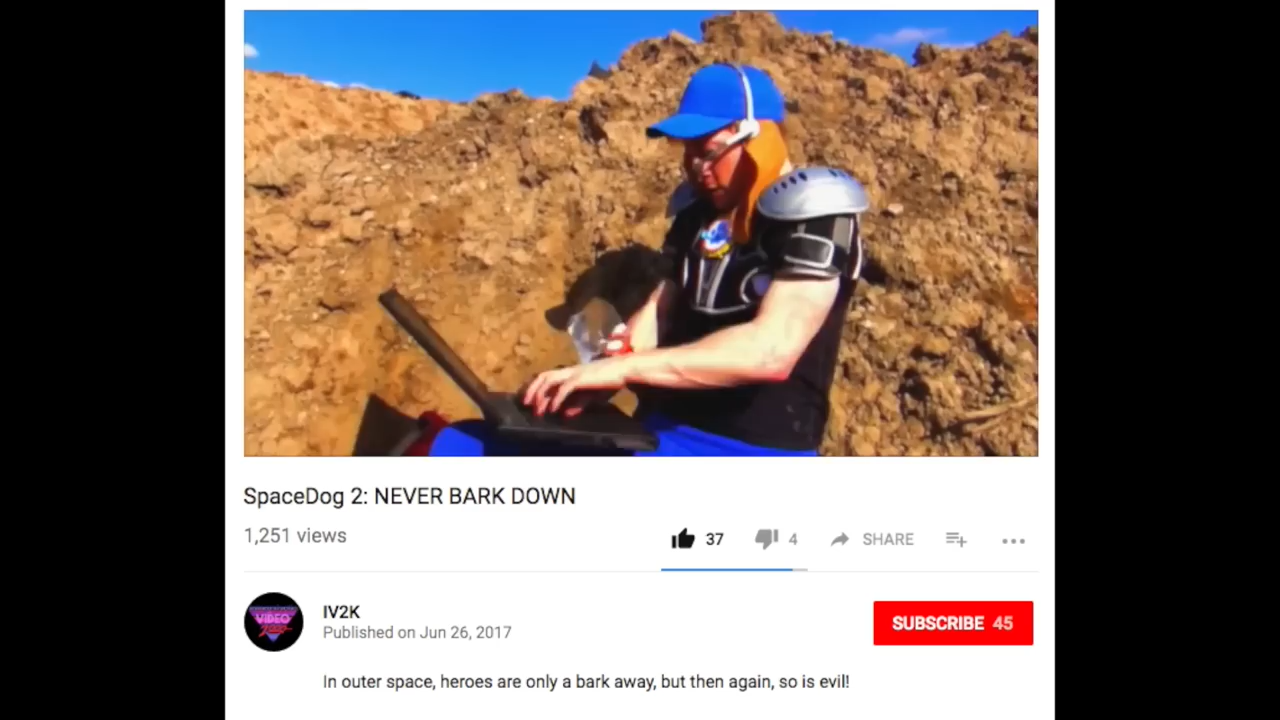 SpaceDog 2: NEVER BARK DOWN
1,251 views
37
4
SHARE
VIDEO
IV2K
Published on Jun 26, 2017
SUBSCRIBE 45
In outer space, heroes are only a bark away, but then again, so is evil!